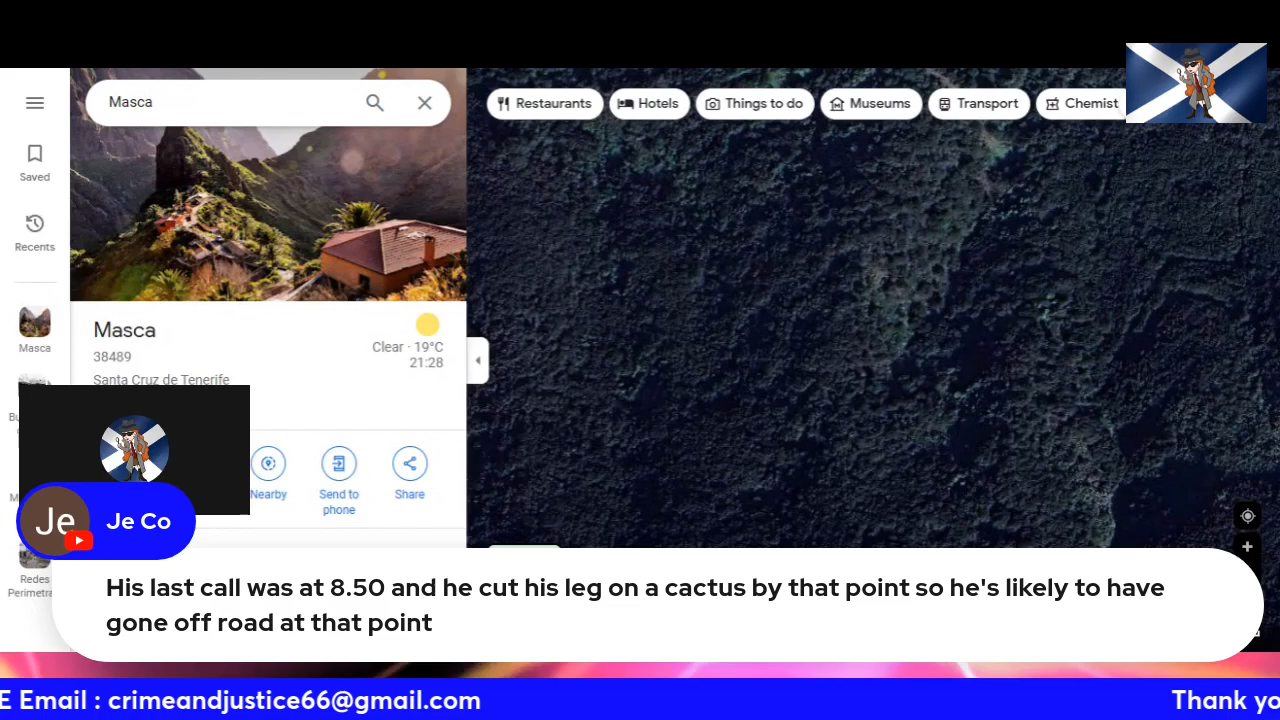 Masca
Restaurants
Hotels
Things to do
Museums
Transport
Chemist
Saved
Recents
Masca
Masca
38489
Santa Cruz de Tenerife
Clear · 19°C
21:28
Nearby
Send to
phone
Share
Je
Je Co
Redes
Perimetra
His last call was at 8.50 and he cut his leg on a cactus by that point so he's likely to have
gone off road at that point
E Email : crimeandjustice66@gmail.com
Thank yo